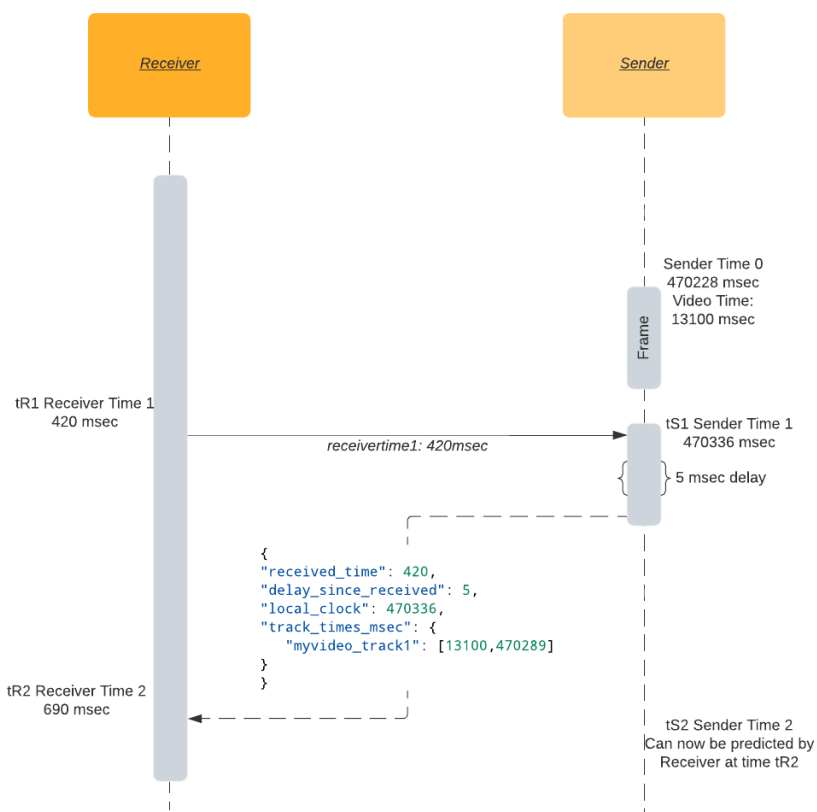 Receiver
Sender
Sender Time 0
470228 msec
Video Time:
13100 msec
Frame
tR1 Receiver Time 1
420 msec
receivertime1: 420msec
tS1 Sender Time 1
470336 msec
5 msec delay
{
"received_time": 420,
"delay_since_received": 5,
"local_clock": 470336,
"track_times_msec": {
"myvideo_track1": [13100,470289]
}
}
tR2 Receiver Time 2
690 msec
tS2 Sender Time 2
Can now be predicted by
Receiver at time tR2